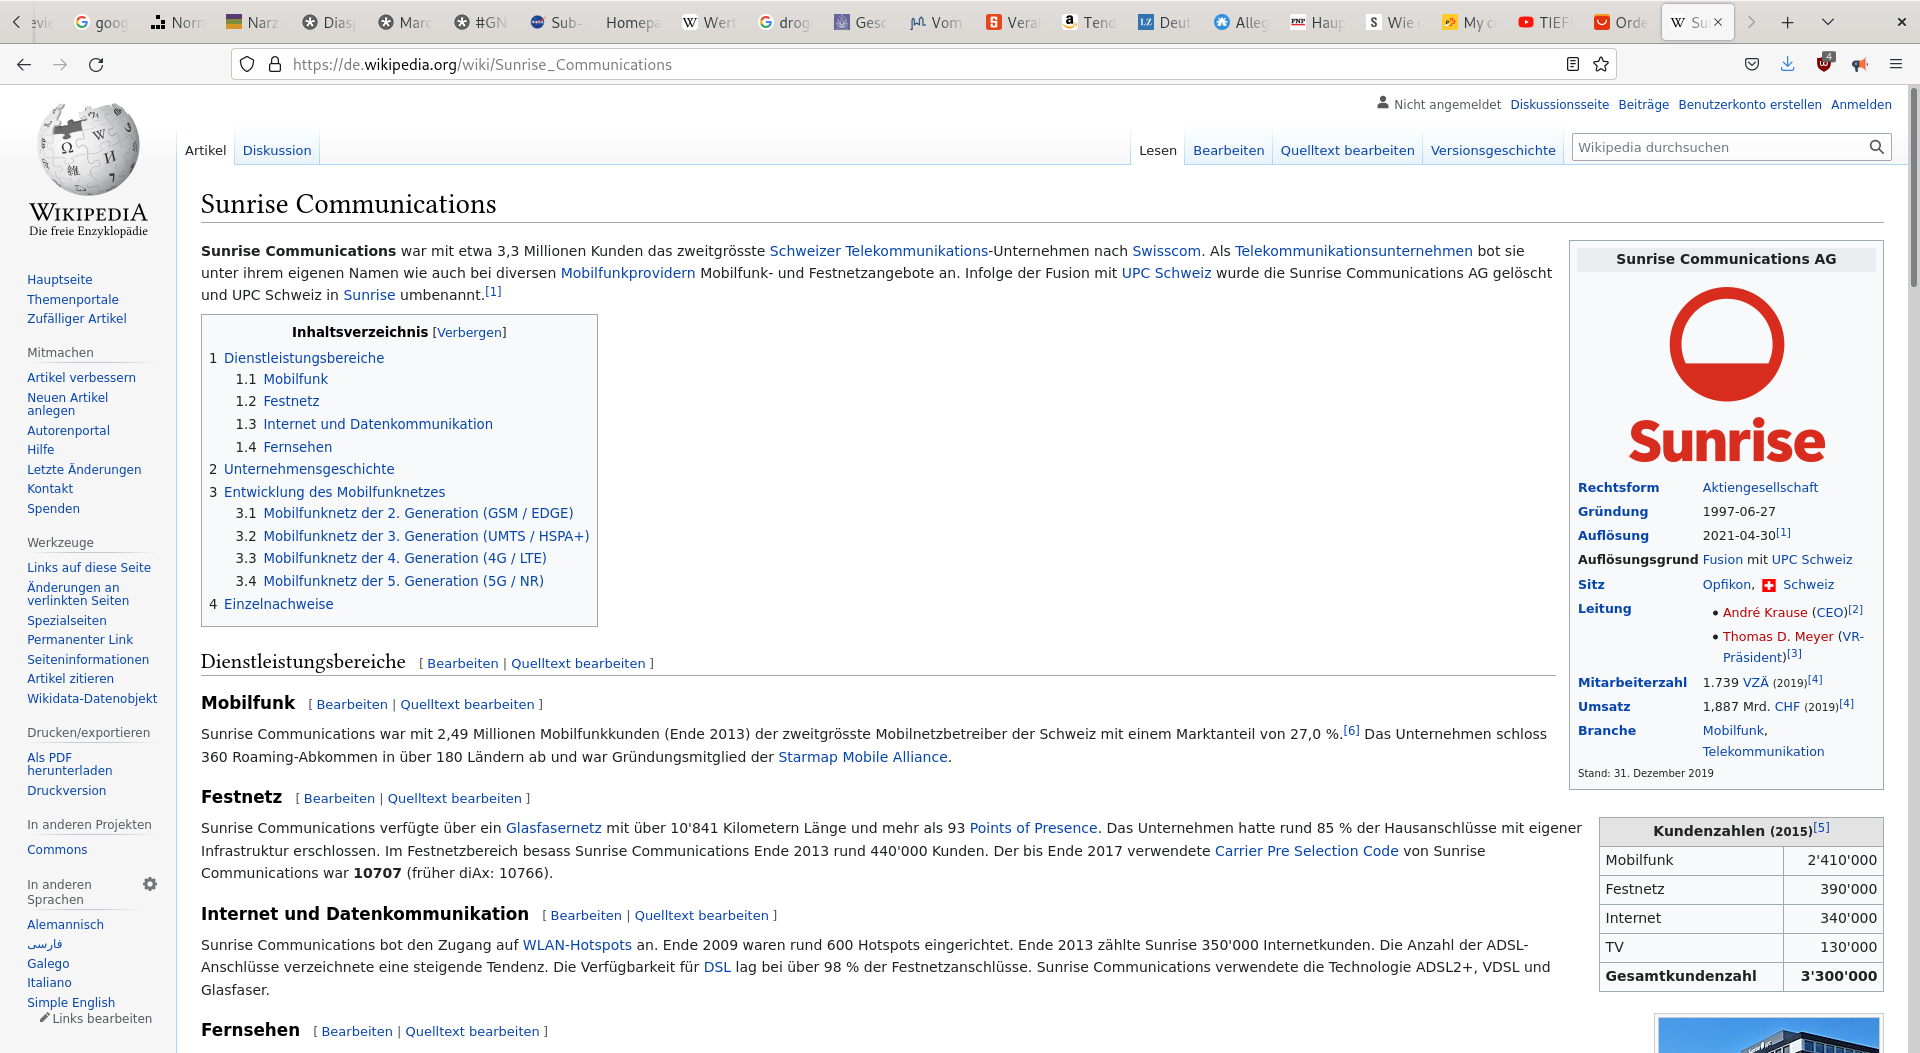 goog
Norn
Narz
Dias
Marc
#GN
Sub-
Homepa
W Wert
drog
Gesc
Vom
Vera
Tend
LZ Deut
Alleg
FNP Haup
S Wie
My c
TIEF
Orde
W Su
https://de.wikipedia.org/wiki/Sunrise_Communications
4
Nicht angemeldet Diskussionsseite Beiträge Benutzerkonto erstellen Anmelden
WIKIPEDIA
Die freie Enzyklopädie
Artikel Diskussion Lesen Bearbeiten Quelltext bearbeiten Versionsgeschichte Wikipedia durchsuchen
Hauptseite
Themenportale
Zufälliger Artikel
Mitmachen
Artikel verbessern
Neuen Artikel
anlegen
Autorenportal
Hilfe
Letzte Änderungen
Kontakt
Spenden
Werkzeuge
Links auf diese Seite
Änderungen an
verlinkten Seiten
Spezialseiten
Permanenter Link
Seiteninformationen
Artikel zitieren
Wikidata-Datenobjekt
Drucken/exportieren
Als PDF
herunterladen
Druckversion
In anderen Projekten
Commons
In anderen
Sprachen
Alemannisch
فارسی
Galego
Italiano
Simple English
Links bearbeiten
Sunrise Communications
Sunrise Communications war mit etwa 3,3 Millionen Kunden das zweitgrösste Schweizer Telekommunikations-Unternehmen nach Swisscom. Als Telekommunikationsunternehmen bot sie
unter ihrem eigenen Namen wie auch bei diversen Mobilfunkprovidern Mobilfunk- und Festnetzangebote an. Infolge der Fusion mit UPC Schweiz wurde die Sunrise Communications AG gelöscht
und UPC Schweiz in Sunrise umbenannt.[1]
Inhaltsverzeichnis [Verbergen]
1 Dienstleistungsbereiche
1.1 Mobilfunk
1.2 Festnetz
1.3 Internet und Datenkommunikation
1.4 Fernsehen
2 Unternehmensgeschichte
3 Entwicklung des Mobilfunknetzes
3.1 Mobilfunknetz der 2. Generation (GSM / EDGE)
3.2 Mobilfunknetz der 3. Generation (UMTS / HSPA+)
3.3 Mobilfunknetz der 4. Generation (4G / LTE)
3.4 Mobilfunknetz der 5. Generation (5G / NR)
4 Einzelnachweise
Dienstleistungsbereiche [ Bearbeiten | Quelltext bearbeiten ]
Mobilfunk [ Bearbeiten | Quelltext bearbeiten ]
Sunrise Communications war mit 2,49 Millionen Mobilfunkkunden (Ende 2013) der zweitgrösste Mobilnetzbetreiber der Schweiz mit einem Marktanteil von 27,0 %.[6] Das Unternehmen schloss
360 Roaming-Abkommen in über 180 Ländern ab und war Gründungsmitglied der Starmap Mobile Alliance.
Festnetz [ Bearbeiten | Quelltext bearbeiten ]
Sunrise Communications verfügte über ein Glasfasernetz mit über 10'841 Kilometern Länge und mehr als 93 Points of Presence. Das Unternehmen hatte rund 85 % der Hausanschlüsse mit eigener
Infrastruktur erschlossen. Im Festnetzbereich besass Sunrise Communications Ende 2013 rund 440'000 Kunden. Der bis Ende 2017 verwendete Carrier Pre Selection Code von Sunrise
Communications war 10707 (früher diAx: 10766).
Internet und Datenkommunikation [ Bearbeiten | Quelltext bearbeiten ]
Sunrise Communications bot den Zugang auf WLAN-Hotspots an. Ende 2009 waren rund 600 Hotspots eingerichtet. Ende 2013 zählte Sunrise 350'000 Internetkunden. Die Anzahl der ADSL-
Anschlüsse verzeichnete eine steigende Tendenz. Die Verfügbarkeit für DSL lag bei über 98 % der Festnetzanschlüsse. Sunrise Communications verwendete die Technologie ADSL2+, VDSL und
Glasfaser.
Fernsehen [ Bearbeiten | Quelltext bearbeiten ]
Sunrise Communications AG
Sunrise
Rechtsform Aktiengesellschaft
Gründung 1997-06-27
Auflösung 2021-04-30[1]
Auflösungsgrund Fusion mit UPC Schweiz
Sitz Opfikon, Schweiz
Leitung • André Krause (CEO)[2]
• Thomas D. Meyer (VR-
Präsident)[3]
Mitarbeiterzahl 1.739 VZÄ (2019)[4]
Umsatz 1,887 Mrd. CHF (2019)[4]
Branche Mobilfunk,
Telekommunikation
Stand: 31. Dezember 2019
Kundenzahlen (2015)[5]
Mobilfunk 2'410'000
Festnetz 390'000
Internet 340'000
TV 130'000
Gesamtkundenzahl 3'300'000